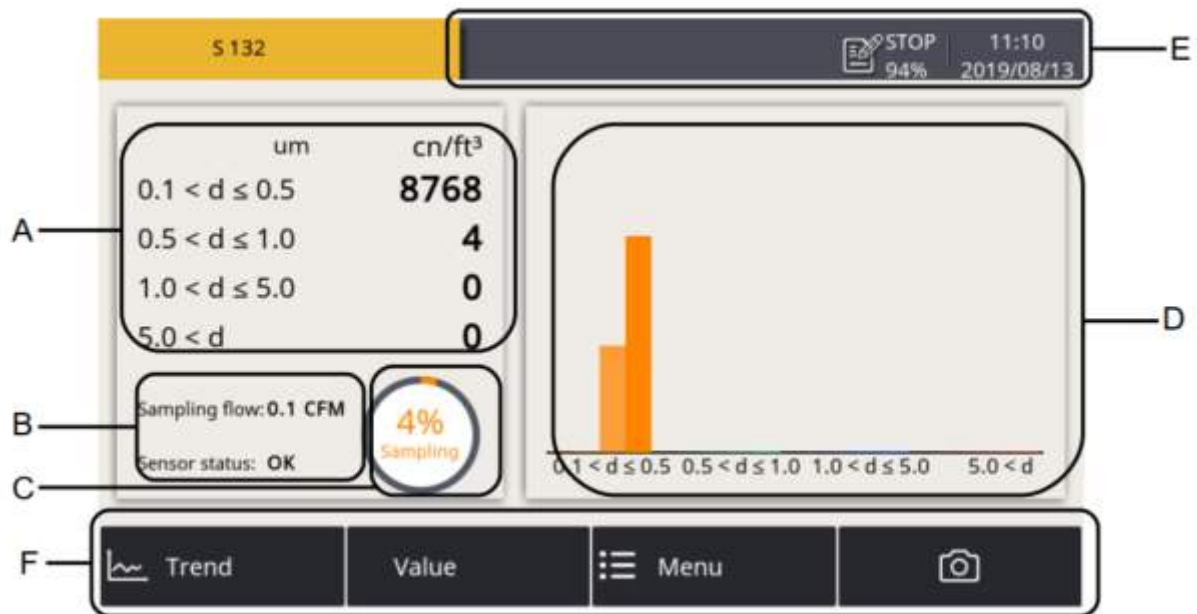 S 132
STOP 11:10
94% 2019/08/13
E
um cn/ft³
0.1 < d ≤ 0.5 8768
A
0.5 < d ≤ 1.0 4
1.0 < d ≤ 5.0 0
5.0 < d 0
D
B
Sampling flow: 0.1 CFM
Sensor status: OK
4%
Sampling
C
0.1 < d ≤ 0.5 0.5 < d ≤ 1.0 1.0 < d ≤ 5.0 5.0 < d
F
Trend Value Menu